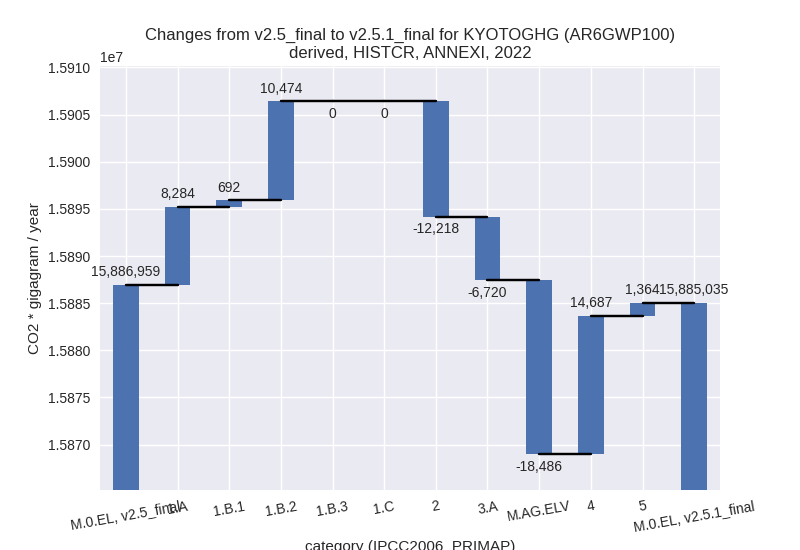 Changes from v2.5_final to v2.5.1_final for KYOTOGHG (AR6GWP100)
derived, HISTCR, ANNEXI, 2022
1e7
1.5910
1.5905
1.5900
1.5895
1.5890
1.5885
1.5880
1.5875
1.5870
CO2 * gigagram / year
15,886,959
8,284
692
10,474
0
0
-12,218
-6,720
-18,486
14,687
1,364
15,885,035
M.0.EL, v2.5_final
1.A
1.B.1
1.B.2
1.B.3
1.C
2
3.A
M.AG.ELV
4
5
M.0.EL, v2.5.1_final
category (IPCC2006_PRIMAP)